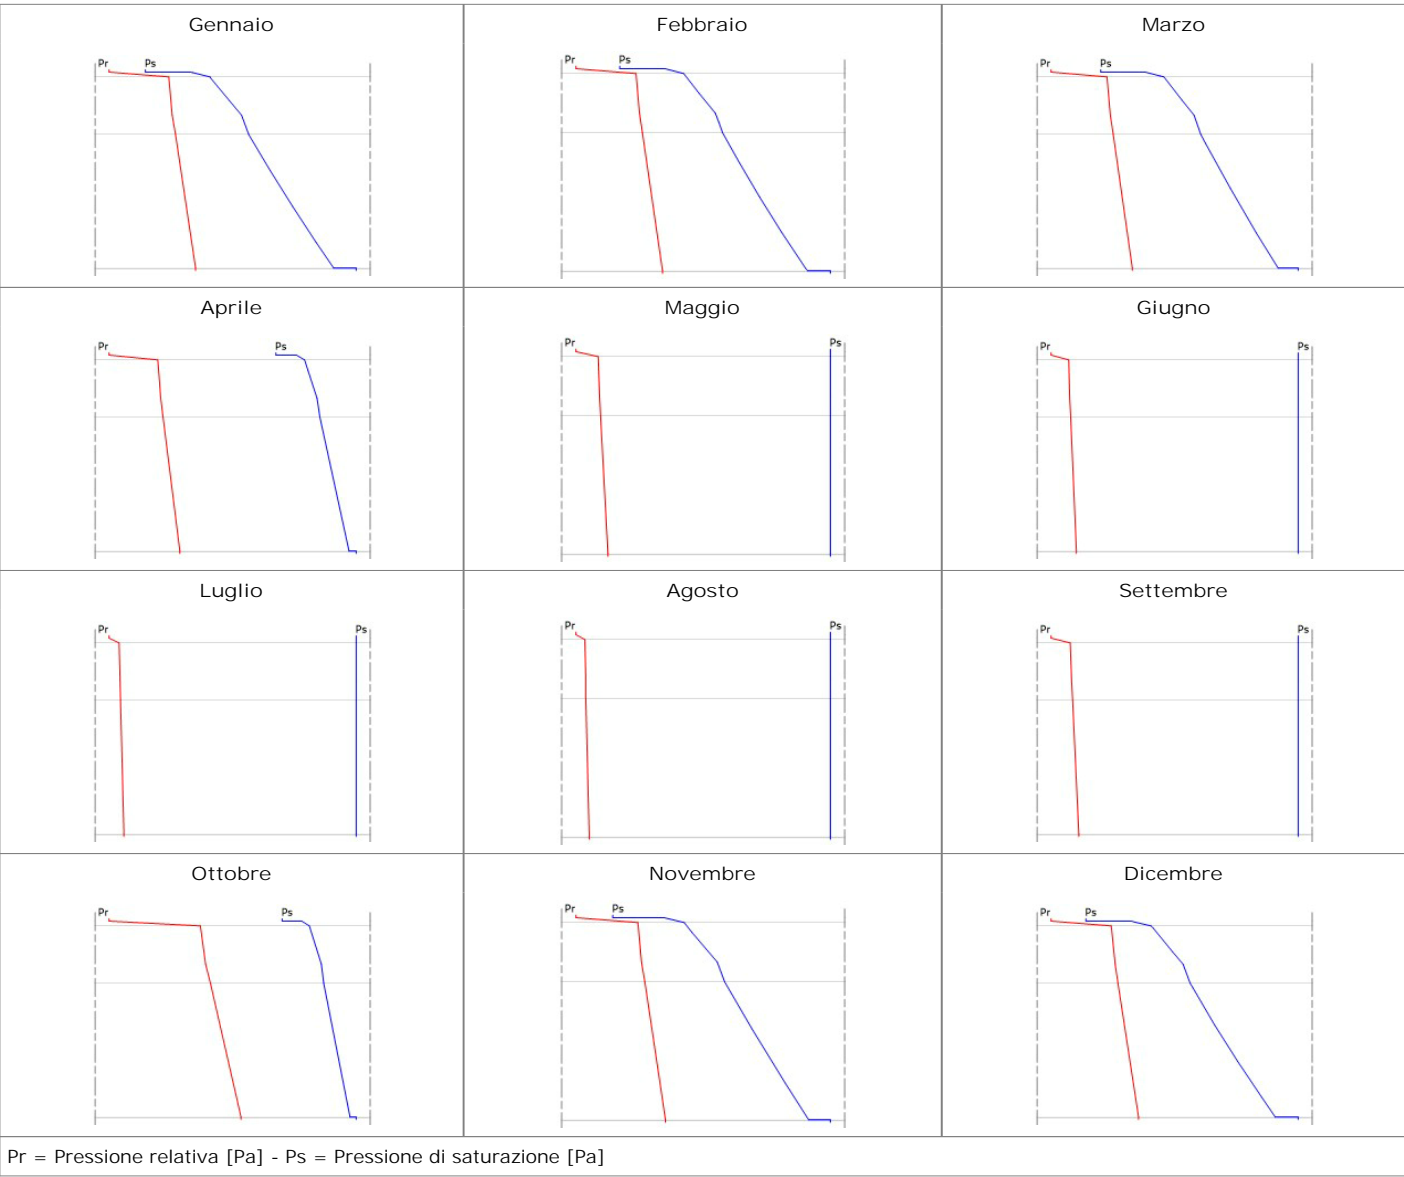 Gennaio Febbraio Marzo
Pr Ps Pr Ps Pr Ps
Aprile Maggio Giugno
Pr Ps Pr Ps Pr Ps
Luglio Agosto Settembre
Pr Ps Pr Ps Pr Ps
Ottobre Novembre Dicembre
Pr Ps Pr Ps Pr Ps
Pr = Pressione relativa [Pa] - Ps = Pressione di saturazione [Pa]